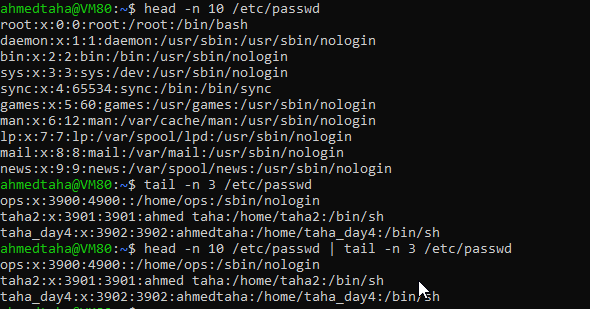 ahmedtaha@VM80:~$ head -n 10 /etc/passwd
root:x:0:0:root:/root:/bin/bash
daemon:x:1:1:daemon:/usr/sbin:/usr/sbin/nologin
bin:x:2:2:bin:/bin:/usr/sbin/nologin
sys:x:3:3:sys:/dev:/usr/sbin/nologin
sync:x:4:65534:sync:/bin:/bin/sync
games:x:5:60:games:/usr/games:/usr/sbin/nologin
man:x:6:12:man:/var/cache/man:/usr/sbin/nologin
lp:x:7:7:lp:/var/spool/lpd:/usr/sbin/nologin
mail:x:8:8:mail:/var/mail:/usr/sbin/nologin
news:x:9:9:news:/var/spool/news:/usr/sbin/nologin
ahmedtaha@VM80:~$ tail -n 3 /etc/passwd
ops:x:3900:4900::/home/ops:/sbin/nologin
taha2:x:3901:3901:ahmed taha:/home/taha2:/bin/sh
taha_day4:x:3902:3902:ahmedtaha:/home/taha_day4:/bin/sh
ahmedtaha@VM80:~$ head -n 10 /etc/passwd | tail -n 3 /etc/passwd
ops:x:3900:4900::/home/ops:/sbin/nologin
taha2:x:3901:3901:ahmed taha:/home/taha2:/bin/sh
taha_day4:x:3902:3902:ahmedtaha:/home/taha_day4:/bin/sh